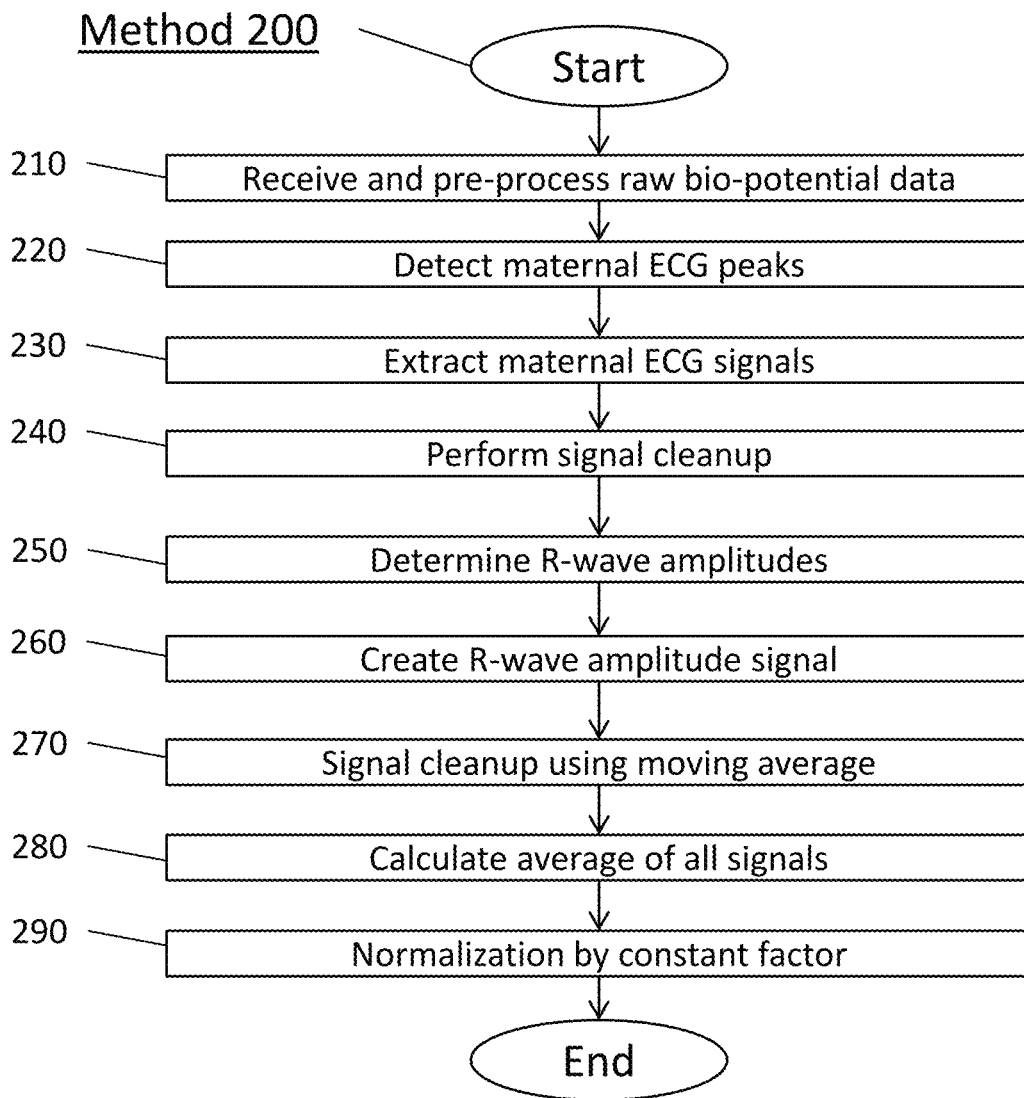 Method 200
Start
210
Receive and pre-process raw bio-potential data
220
Detect maternal ECG peaks
230
Extract maternal ECG signals
240
Perform signal cleanup
250
Determine R-wave amplitudes
260
Create R-wave amplitude signal
270
Signal cleanup using moving average
280
Calculate average of all signals
290
Normalization by constant factor
End